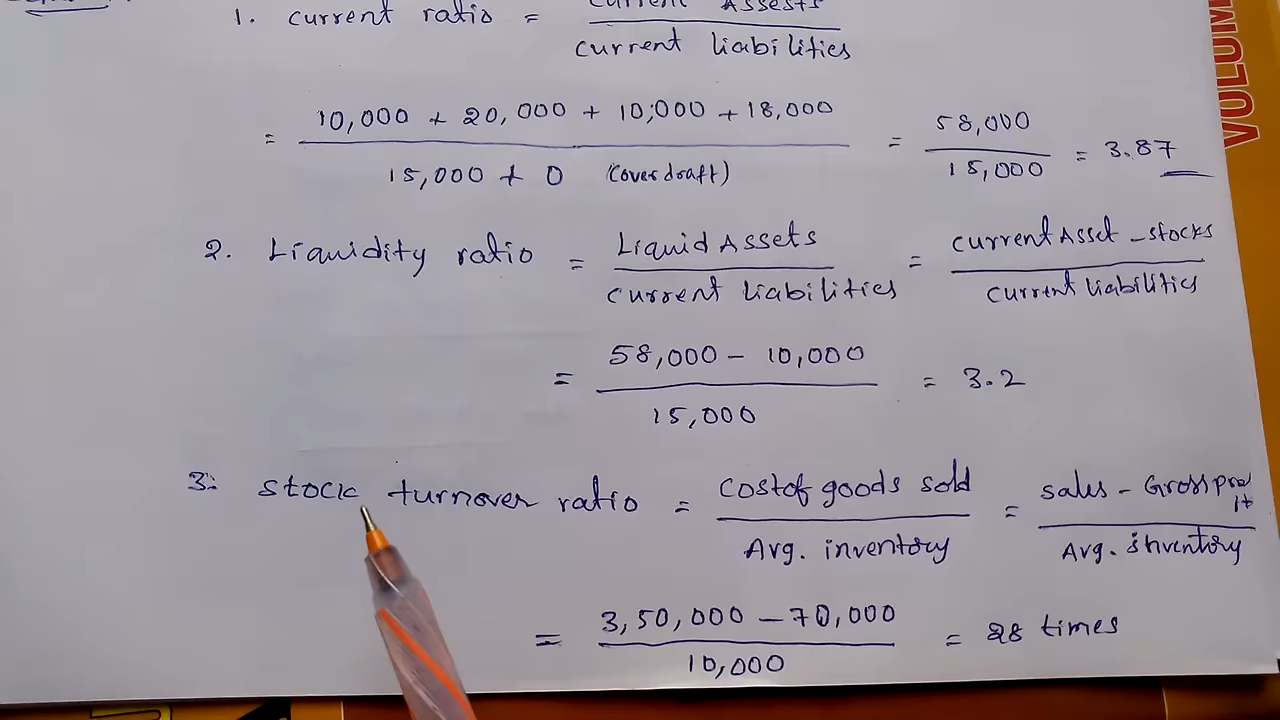 1. current ratio = current Assests / current liabilities
= 10,000 + 20,000 + 10,000 + 18,000 / 15,000 + 0 (overdraft) = 58,000 / 15,000 = 3.87
2. Liquidity ratio = Liquid Assets / current liabilities = current Asset - stocks / current liabilities
= 58,000 - 10,000 / 15,000 = 3.2
3. stock turnover ratio = cost of goods sold / Avg. inventory = sales - Gross profit / Avg. inventory
= 3,50,000 - 70,000 / 10,000 = 28 times
VOLUM